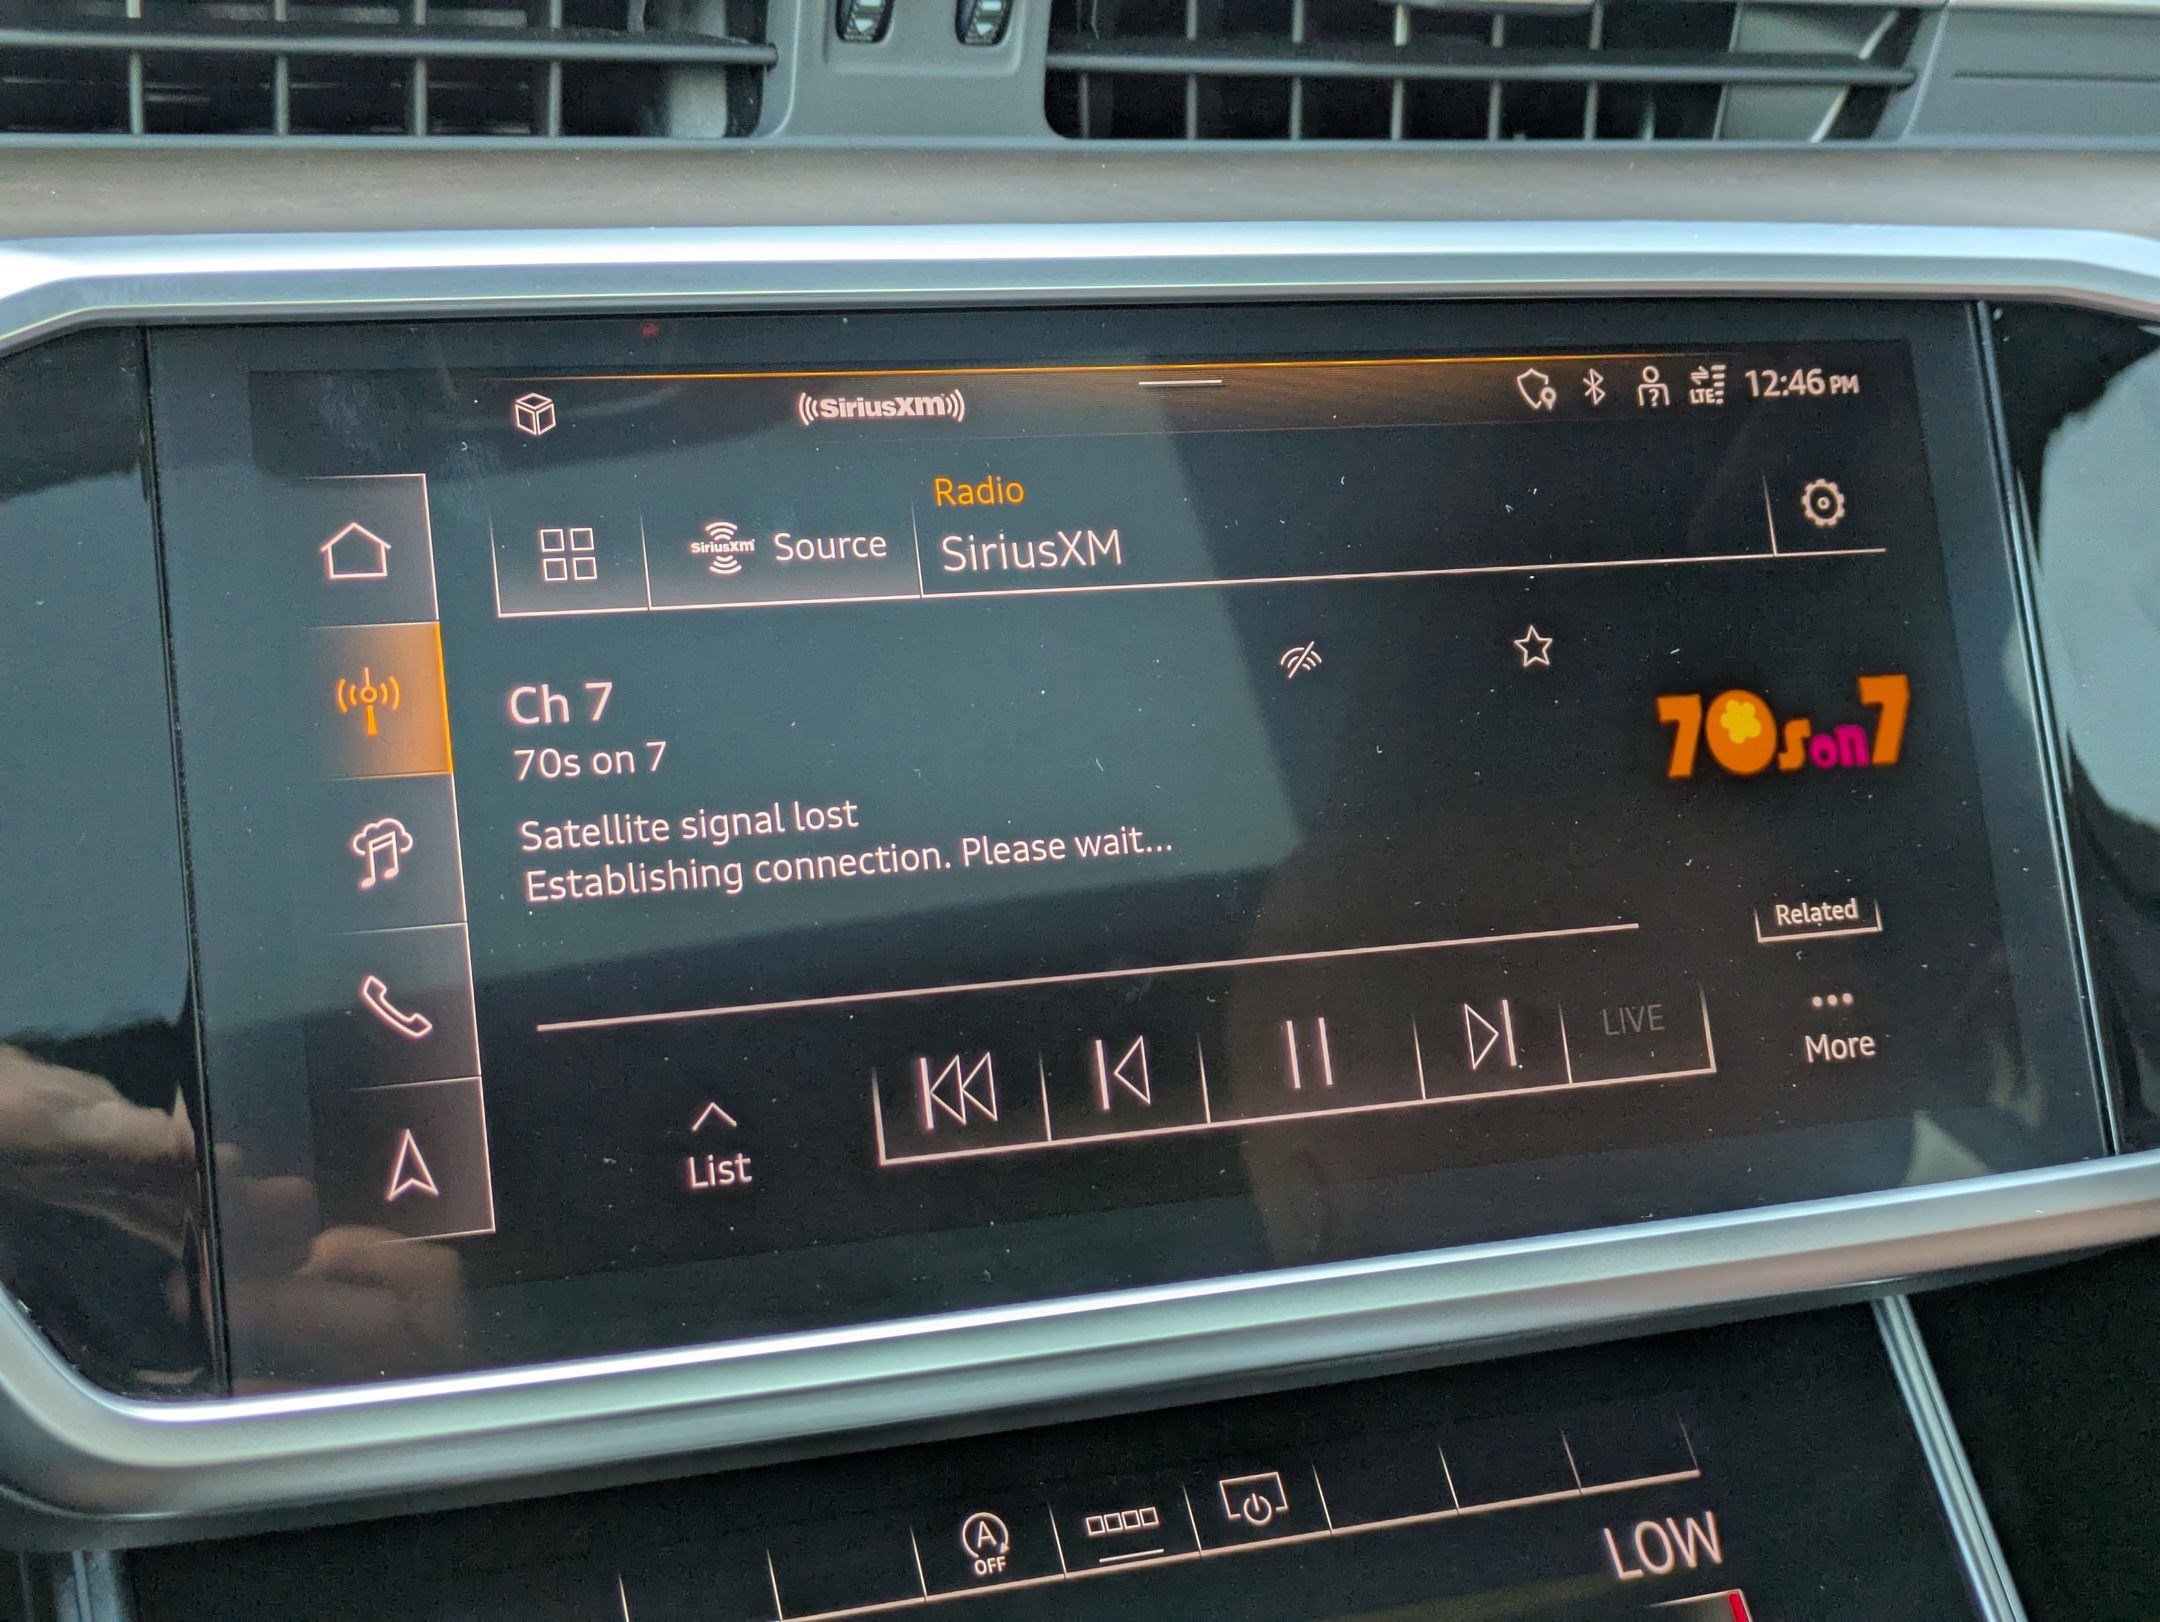 ((SiriusXM))
LTE 12:46 PM
Radio
SiriusXM Source
SiriusXM
Ch 7
70s on 7
70s on 7
Satellite signal lost
Establishing connection. Please wait...
Related
LIVE
More
List
A
OFF
LOW